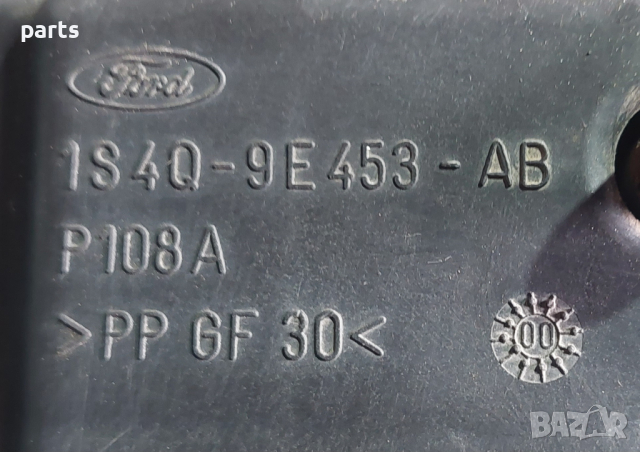 parts
Ford
1S4Q-9E453-AB
P108A
>PP GF 30<
00
BAZAR